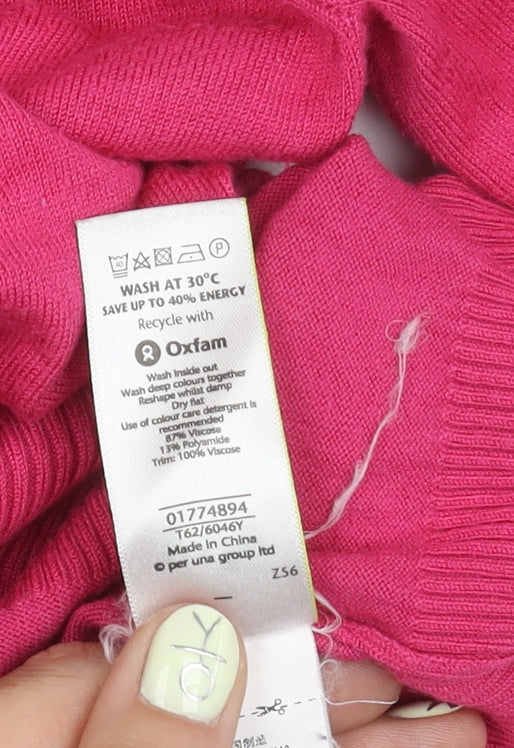 40 P
WASH AT 30°C
SAVE UP TO 40% ENERGY
Recycle with
Oxfam
Wash Inside out
Wash deep colours together
Reshape whilst damp
Dry flat
Use of colour care detergent is
recommended
87% Viscose
13% Polyamide
Trim: 100% Viscose
01774894
T62/6046Y
Made in China
© per una group ltd
Z56